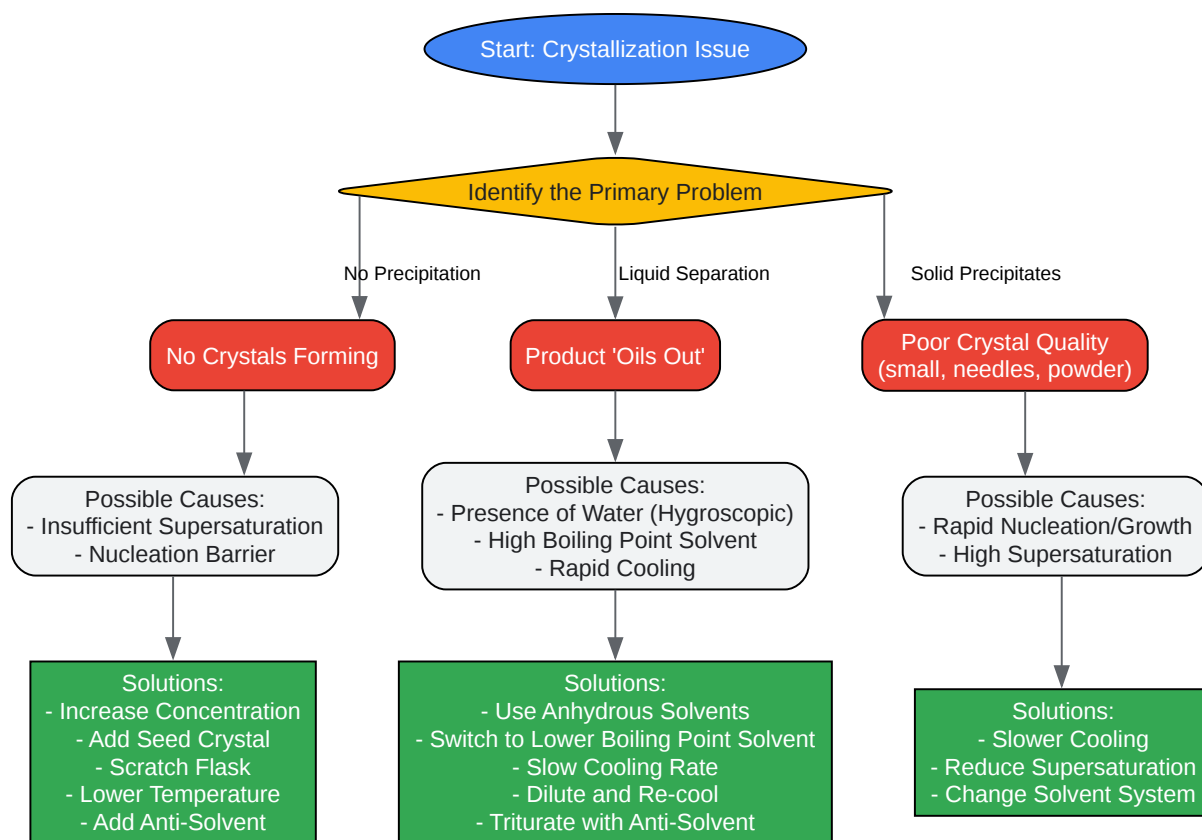 Start: Crystallization Issue
Identify the Primary Problem
No Precipitation
Liquid Separation
Solid Precipitates
No Crystals Forming
Product 'Oils Out'
Poor Crystal Quality
(small, needles, powder)
Possible Causes:
- Insufficient Supersaturation
- Nucleation Barrier
Possible Causes:
- Presence of Water (Hygroscopic)
- High Boiling Point Solvent
- Rapid Cooling
Possible Causes:
- Rapid Nucleation/Growth
- High Supersaturation
Solutions:
- Increase Concentration
- Add Seed Crystal
- Scratch Flask
- Lower Temperature
- Add Anti-Solvent
Solutions:
- Use Anhydrous Solvents
- Switch to Lower Boiling Point Solvent
- Slow Cooling Rate
- Dilute and Re-cool
- Triturate with Anti-Solvent
Solutions:
- Slower Cooling
- Reduce Supersaturation
- Change Solvent System